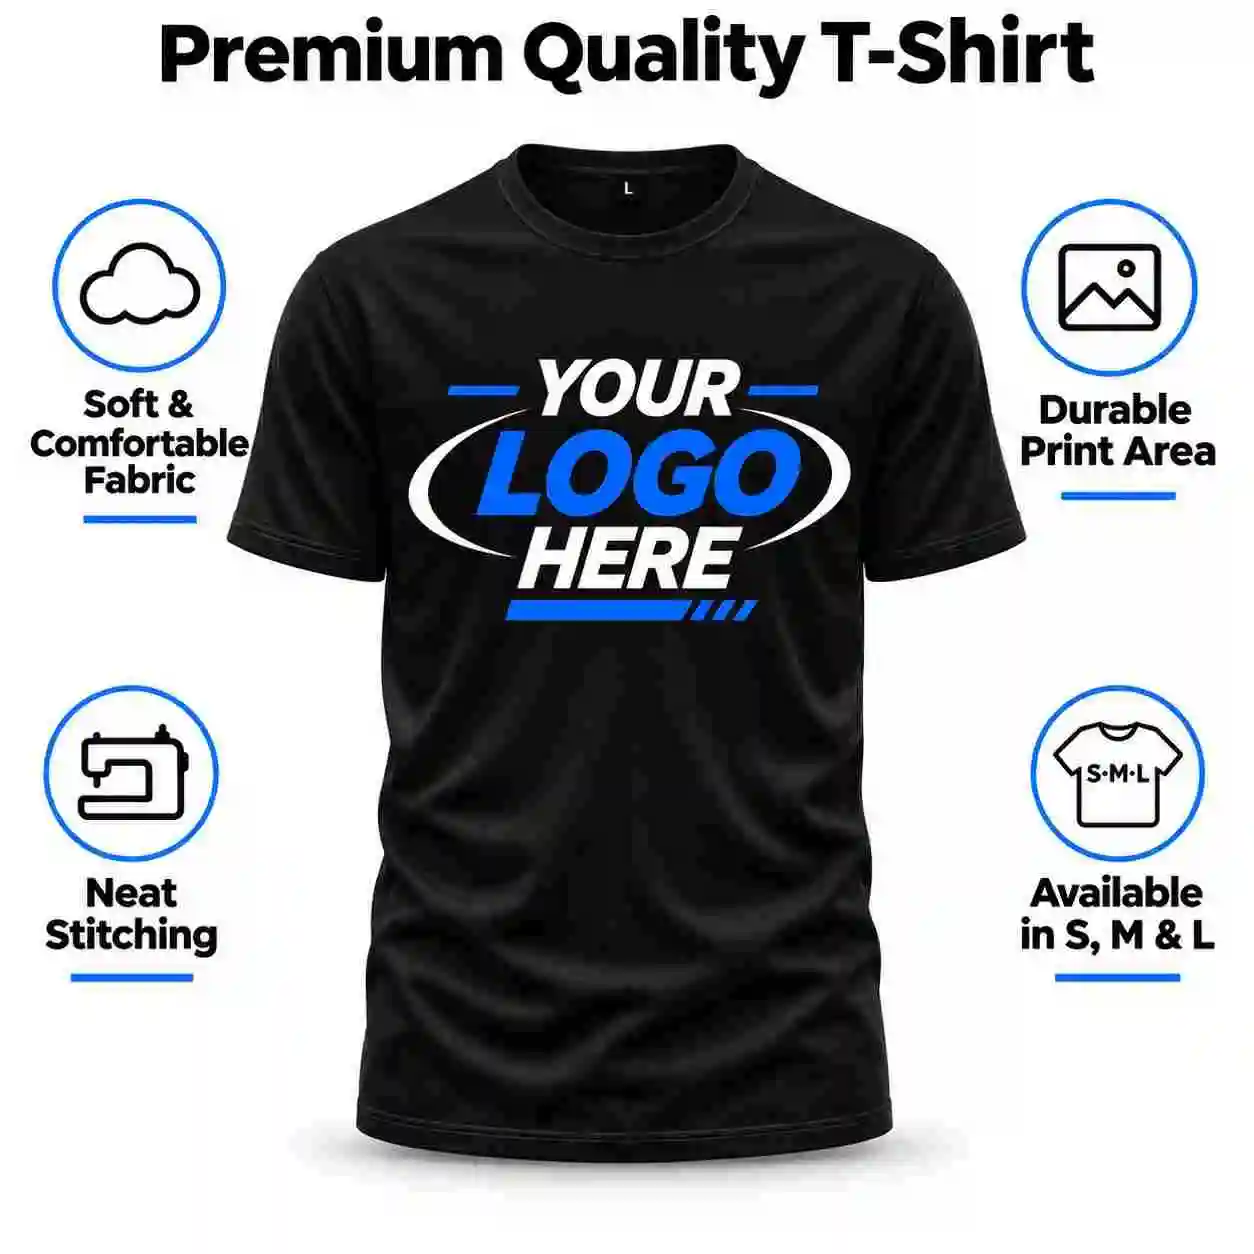 Premium Quality T-Shirt
L
YOUR
LOGO
HERE
Soft &
Comfortable
Fabric
Durable
Print Area
Neat
Stitching
S·M·L
Available
in S, M & L